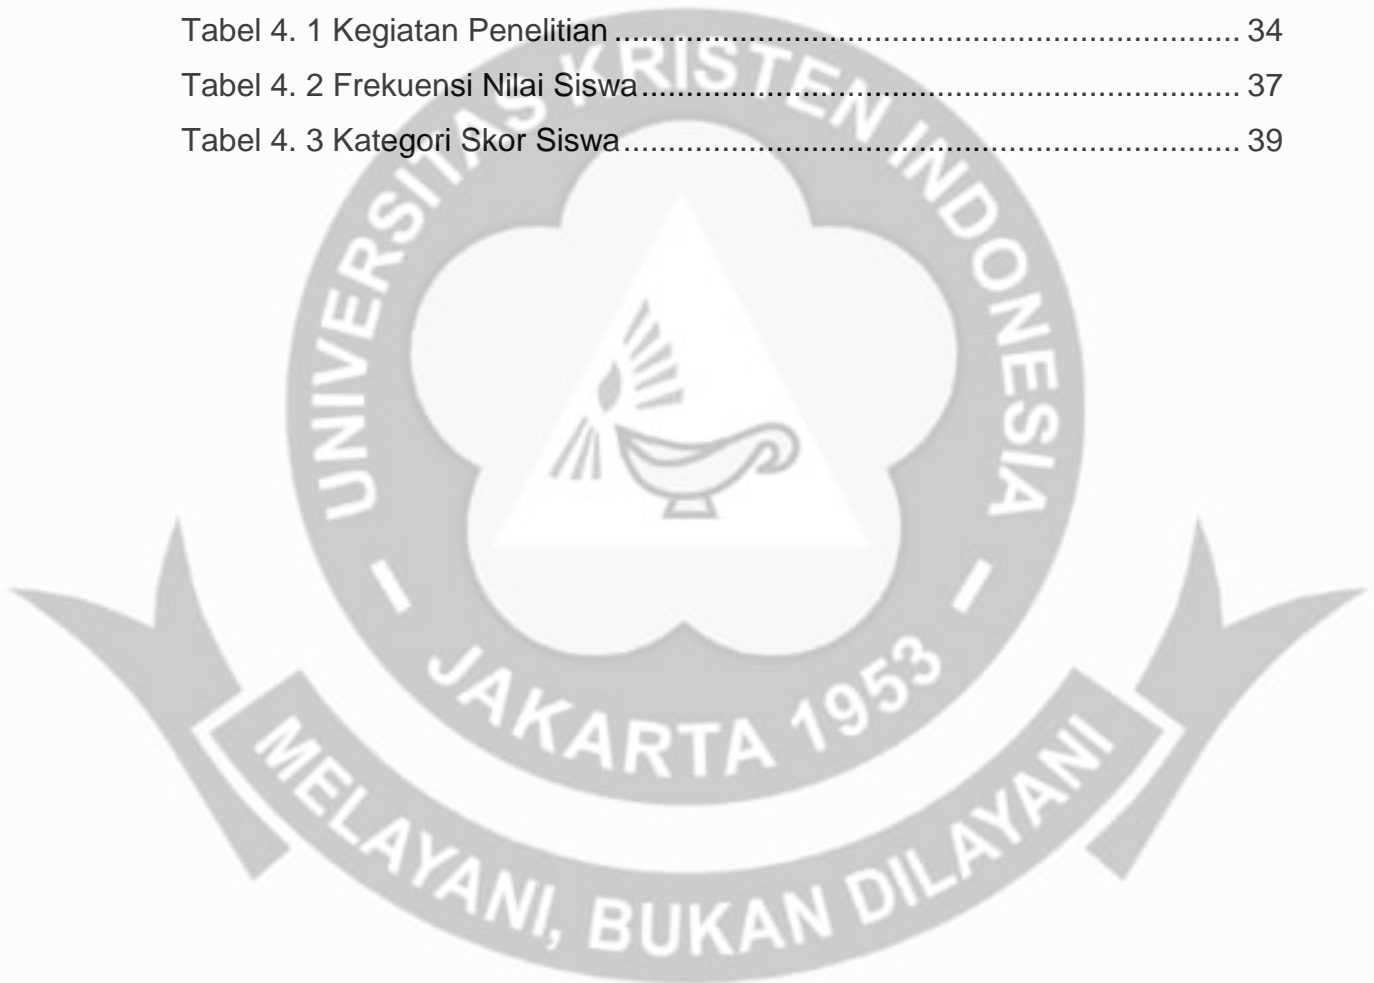 Tabel 4. 1 Kegiatan Penelitian ........................................................................ 34
Tabel 4. 2 Frekuensi Nilai Siswa..................................................................... 37
Tabel 4. 3 Kategori Skor Siswa....................................................................... 39
UNIVERSITAS KRISTEN INDONESIA
- JAKARTA 1953 -
MELAYANI, BUKAN DILAYANI